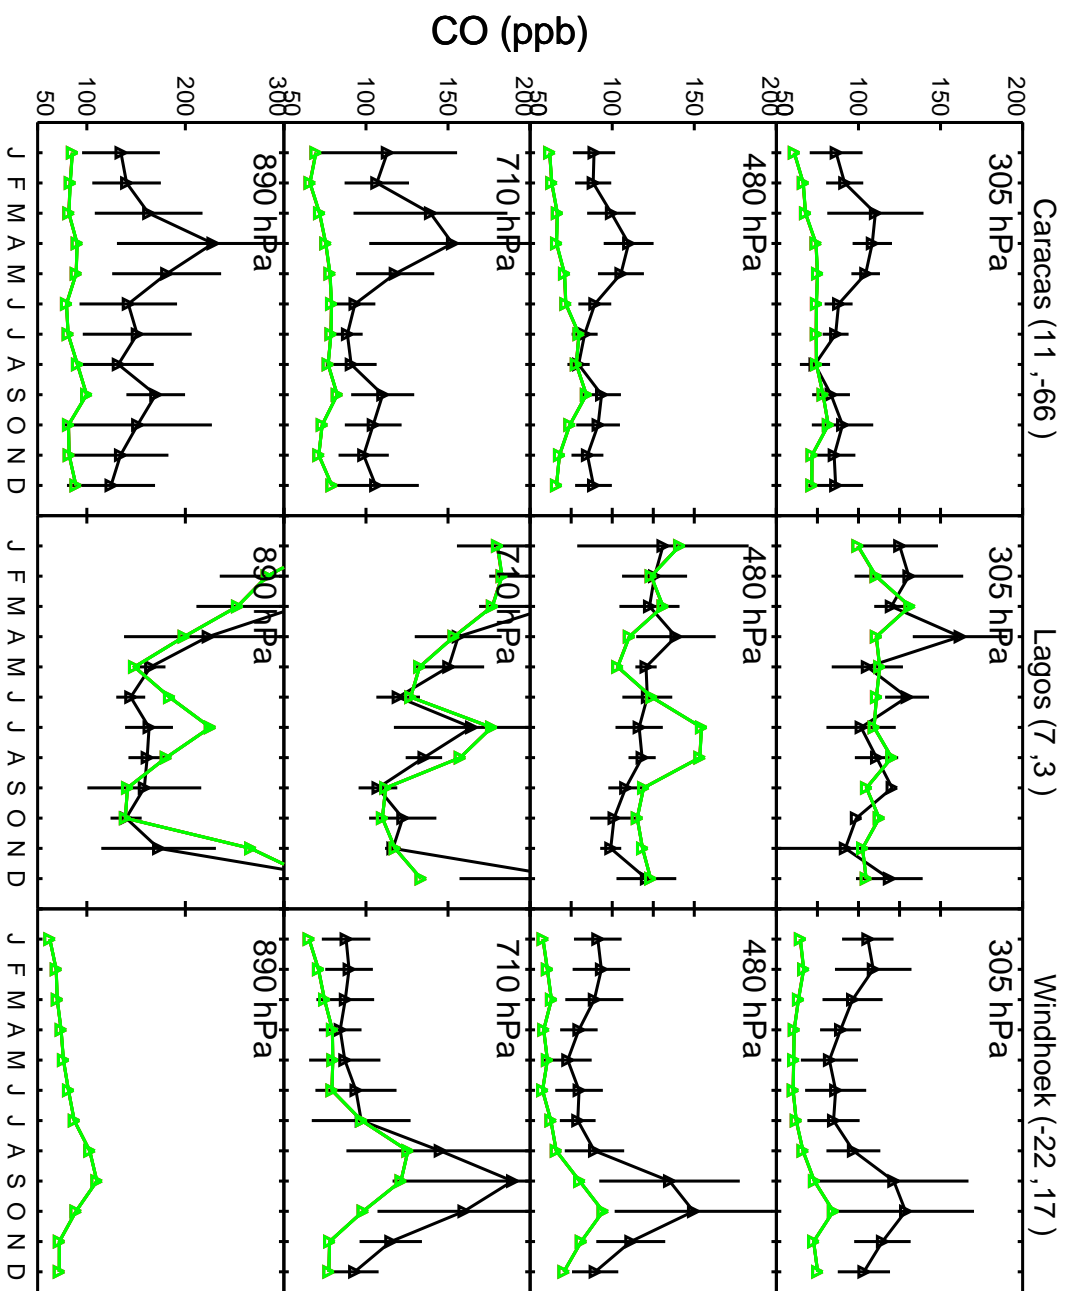 CO (ppb)
Caracas (11 ,-66 )
Lagos (7 ,3 )
Windhoek (-22 ,17 )
305 hPa
305 hPa
305 hPa
200
150
100
50
480 hPa
480 hPa
480 hPa
200
150
100
50
710 hPa
710 hPa
710 hPa
200
150
100
50
890 hPa
890 hPa
890 hPa
300
200
100
50
J F M A M J J A S O N D
J F M A M J J A S O N D
J F M A M J J A S O N D